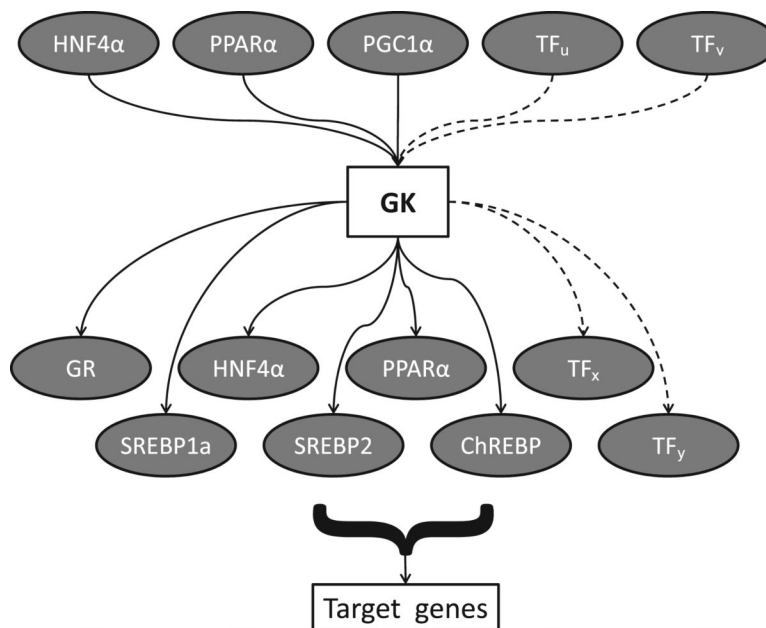 HNF4α PPARα PGC1α TFu TFv
GK
GR HNF4α PPARα TFx
SREBP1a SREBP2 ChREBP TFy
Target genes